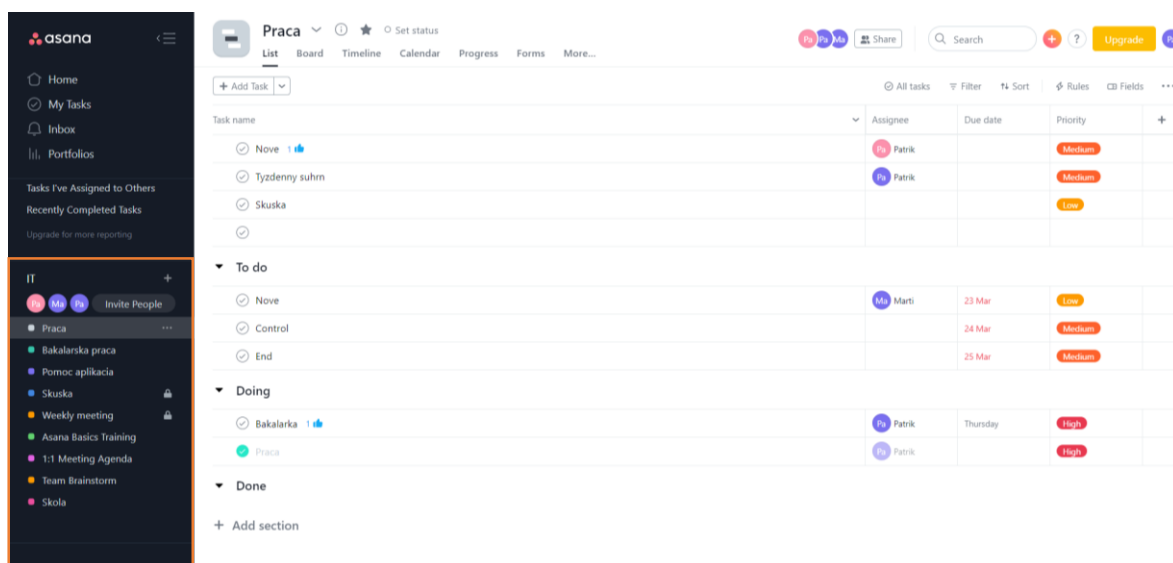 asana
Home
My Tasks
Inbox
Portfolios
Tasks I've Assigned to Others
Recently Completed Tasks
Upgrade for more reporting
IT +
Pa Ma Pa Invite People
Praca ...
Bakalarska praca
Pomoc aplikacia
Skuska
Weekly meeting
Asana Basics Training
1:1 Meeting Agenda
Team Brainstorm
Skola
Praca Set status
List Board Timeline Calendar Progress Forms More...
Pa Pa Ma Share Search + ? Upgrade
+ Add Task All tasks Filter Sort Rules Fields ...
Task name Assignee Due date Priority +
Nove 1 Pa Patrik Medium
Tyzdenny suhrn Pa Patrik Medium
Skuska Low
To do
Nove Ma Marti 23 Mar Low
Control 24 Mar Medium
End 25 Mar Medium
Doing
Bakalarka 1 Pa Patrik Thursday High
Praca Pa Patrik High
Done
+ Add section